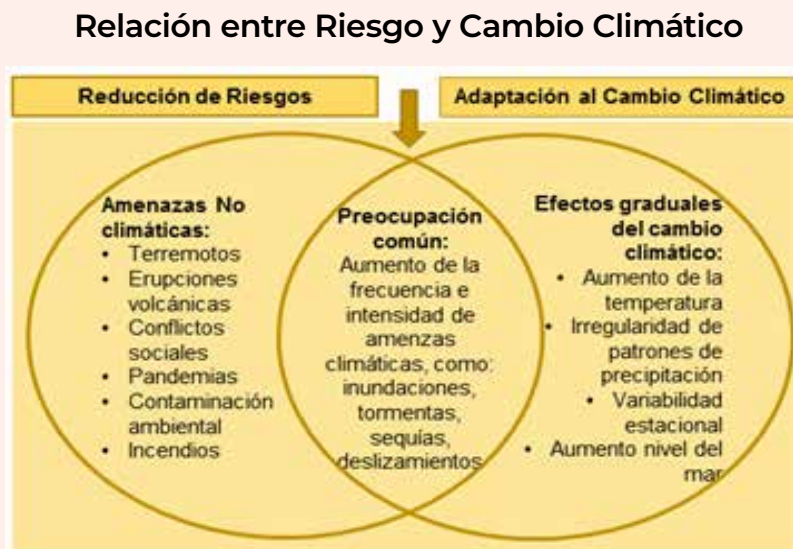 Relación entre Riesgo y Cambio Climático
Reducción de Riesgos
Adaptación al Cambio Climático
Amenazas No
climáticas:
• Terremotos
• Erupciones
volcánicas
• Conflictos
sociales
• Pandemias
• Contaminación
ambiental
• Incendios
Preocupación
común:
Aumento de la
frecuencia e
intensidad de
amenzas
climáticas, como:
inundaciones,
tormentas,
sequías,
deslizamientos
Efectos graduales
del cambio
climático:
• Aumento de la
temperatura
• Irregularidad de
patrones de
precipitación
• Variabilidad
estacional
• Aumento nivel del
mar